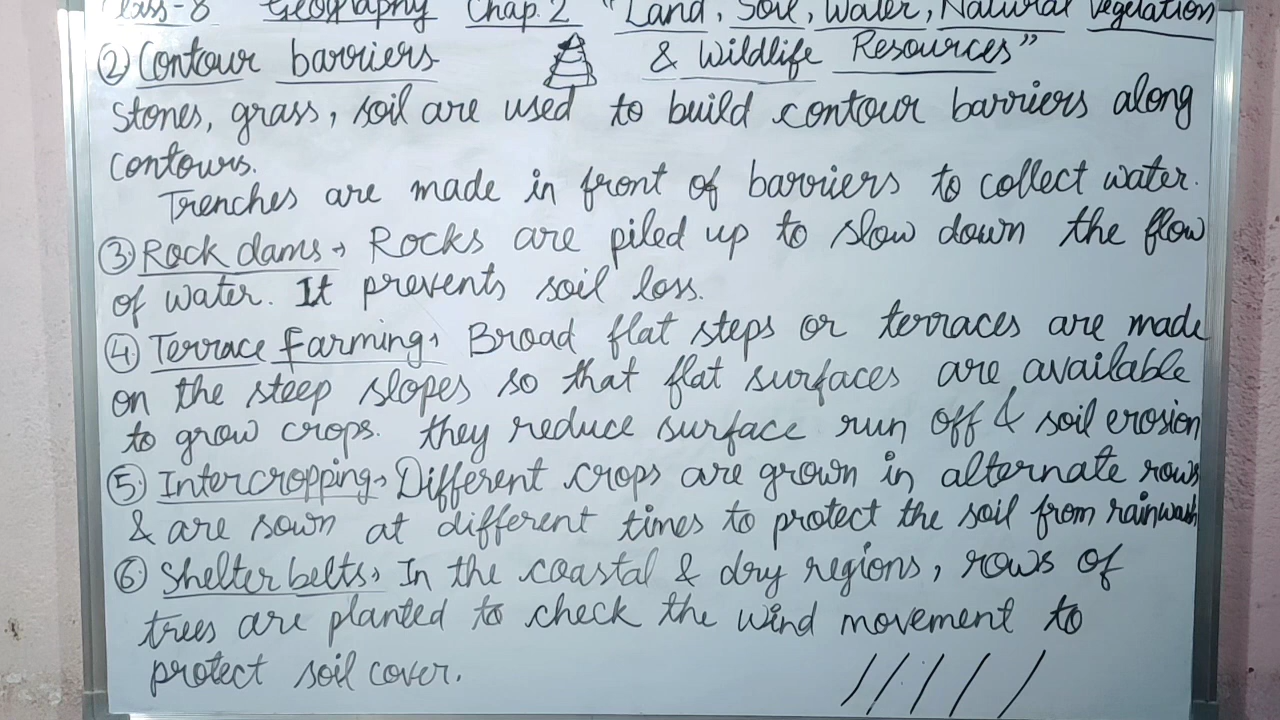 Class-8 Geography Chap. 2 "Land, Soil, Water, Natural Vegetation
& Wildlife Resources"
② Contour barriers
Stones, grass, soil are used to build contour barriers along
contours.
Trenches are made in front of barriers to collect water.
③ Rock dams → Rocks are piled up to slow down the flow
of water. It prevents soil loss.
④ Terrace farming → Broad flat steps or terraces are made
on the steep slopes so that flat surfaces are available
to grow crops. they reduce surface run off & soil erosion
⑤ Intercropping → Different crops are grown in alternate rows
& are sown at different times to protect the soil from rainwash
⑥ Shelter belts → In the coastal & dry regions, rows of
trees are planted to check the wind movement to
protect soil cover.